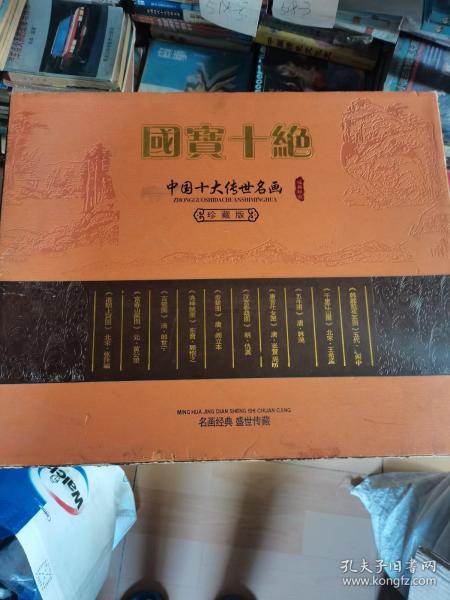 國寶十絕
中国十大传世名画
ZHONGGUOSHIDACHUANSHIMINGHUA
珍藏版
《清明上河图》北宋·张择端
《富春山居图》元·黄公望
《百骏图》清·郎世宁
《洛神赋图》东晋·顾恺之
《步辇图》唐·阎立本
《汉宫春晓图》明·仇英
《唐宫仕女图》唐·张萱 周昉
《五牛图》唐·韩滉
《千里江山图》北宋·王希孟
《韩熙载夜宴图》五代·顾闳中
MING HUA JING DIAN SHENG SHI CHUAN CANG
名画经典 盛世传藏
Walch
孔夫子旧书网
www.kongfz.com